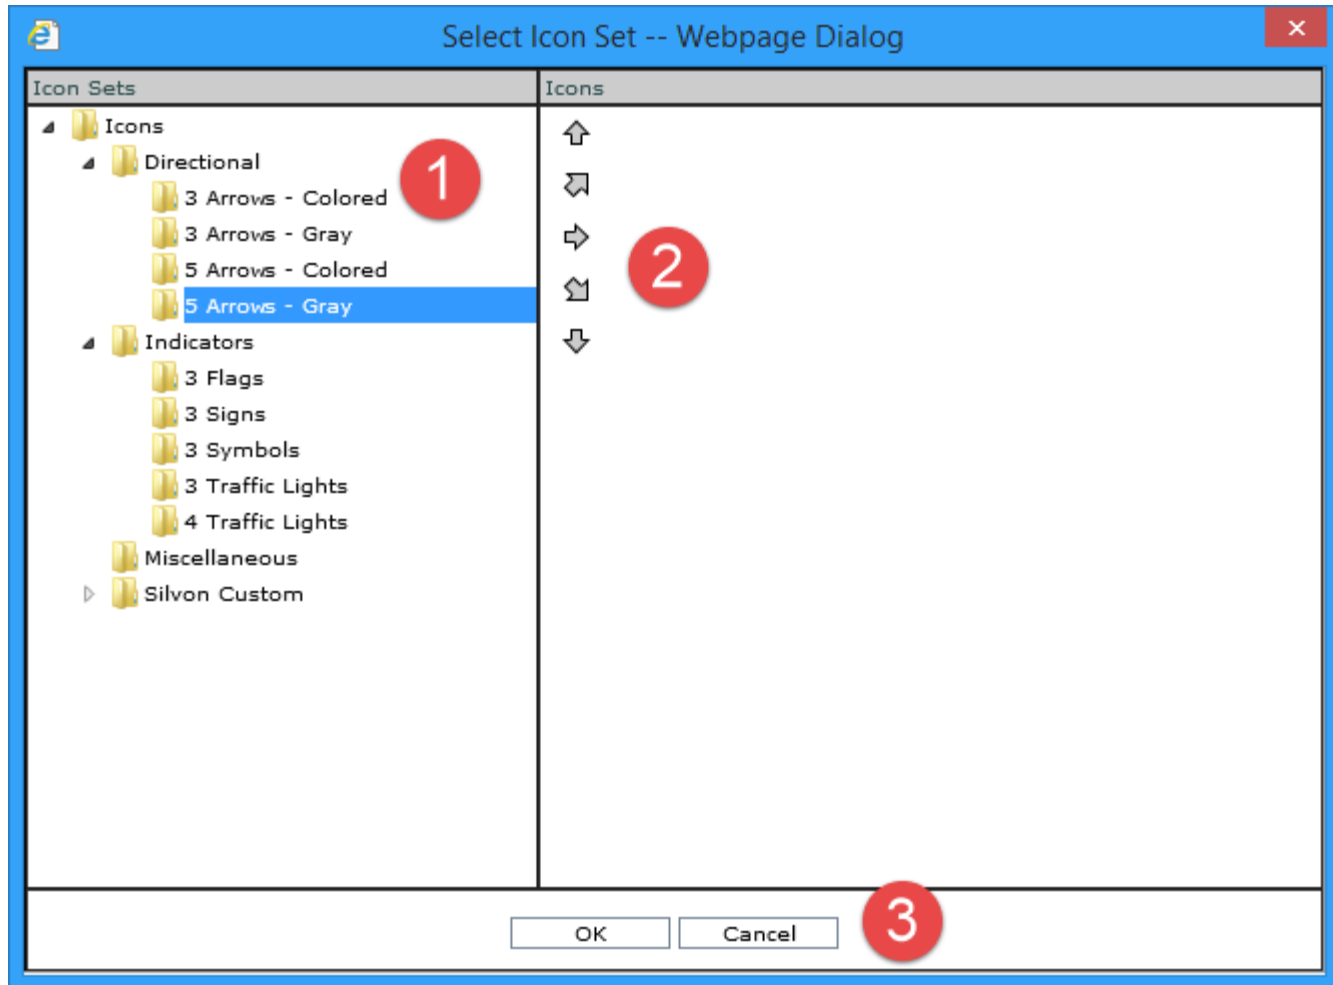 Select Icon Set -- Webpage Dialog
Icon Sets
Icons
Icons
Directional
1
3 Arrows - Colored
3 Arrows - Gray
2
5 Arrows - Colored
5 Arrows - Gray
Indicators
3 Flags
3 Signs
3 Symbols
3 Traffic Lights
4 Traffic Lights
Miscellaneous
Silvon Custom
OK
Cancel
3